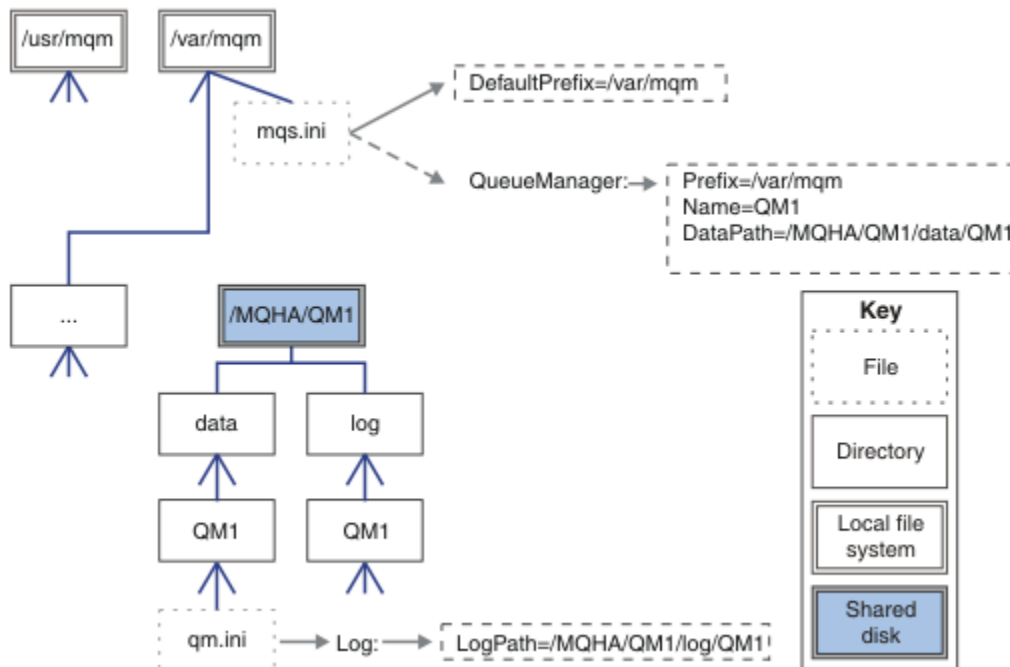 /usr/mqm
/var/mqm
DefaultPrefix=/var/mqm
mqs.ini
QueueManager:
Prefix=/var/mqm
Name=QM1
DataPath=/MQHA/QM1/data/QM1
...
/MQHA/QM1
Key
File
data
log
Directory
QM1
QM1
Local file
system
qm.ini
Log:
LogPath=/MQHA/QM1/log/QM1
Shared
disk